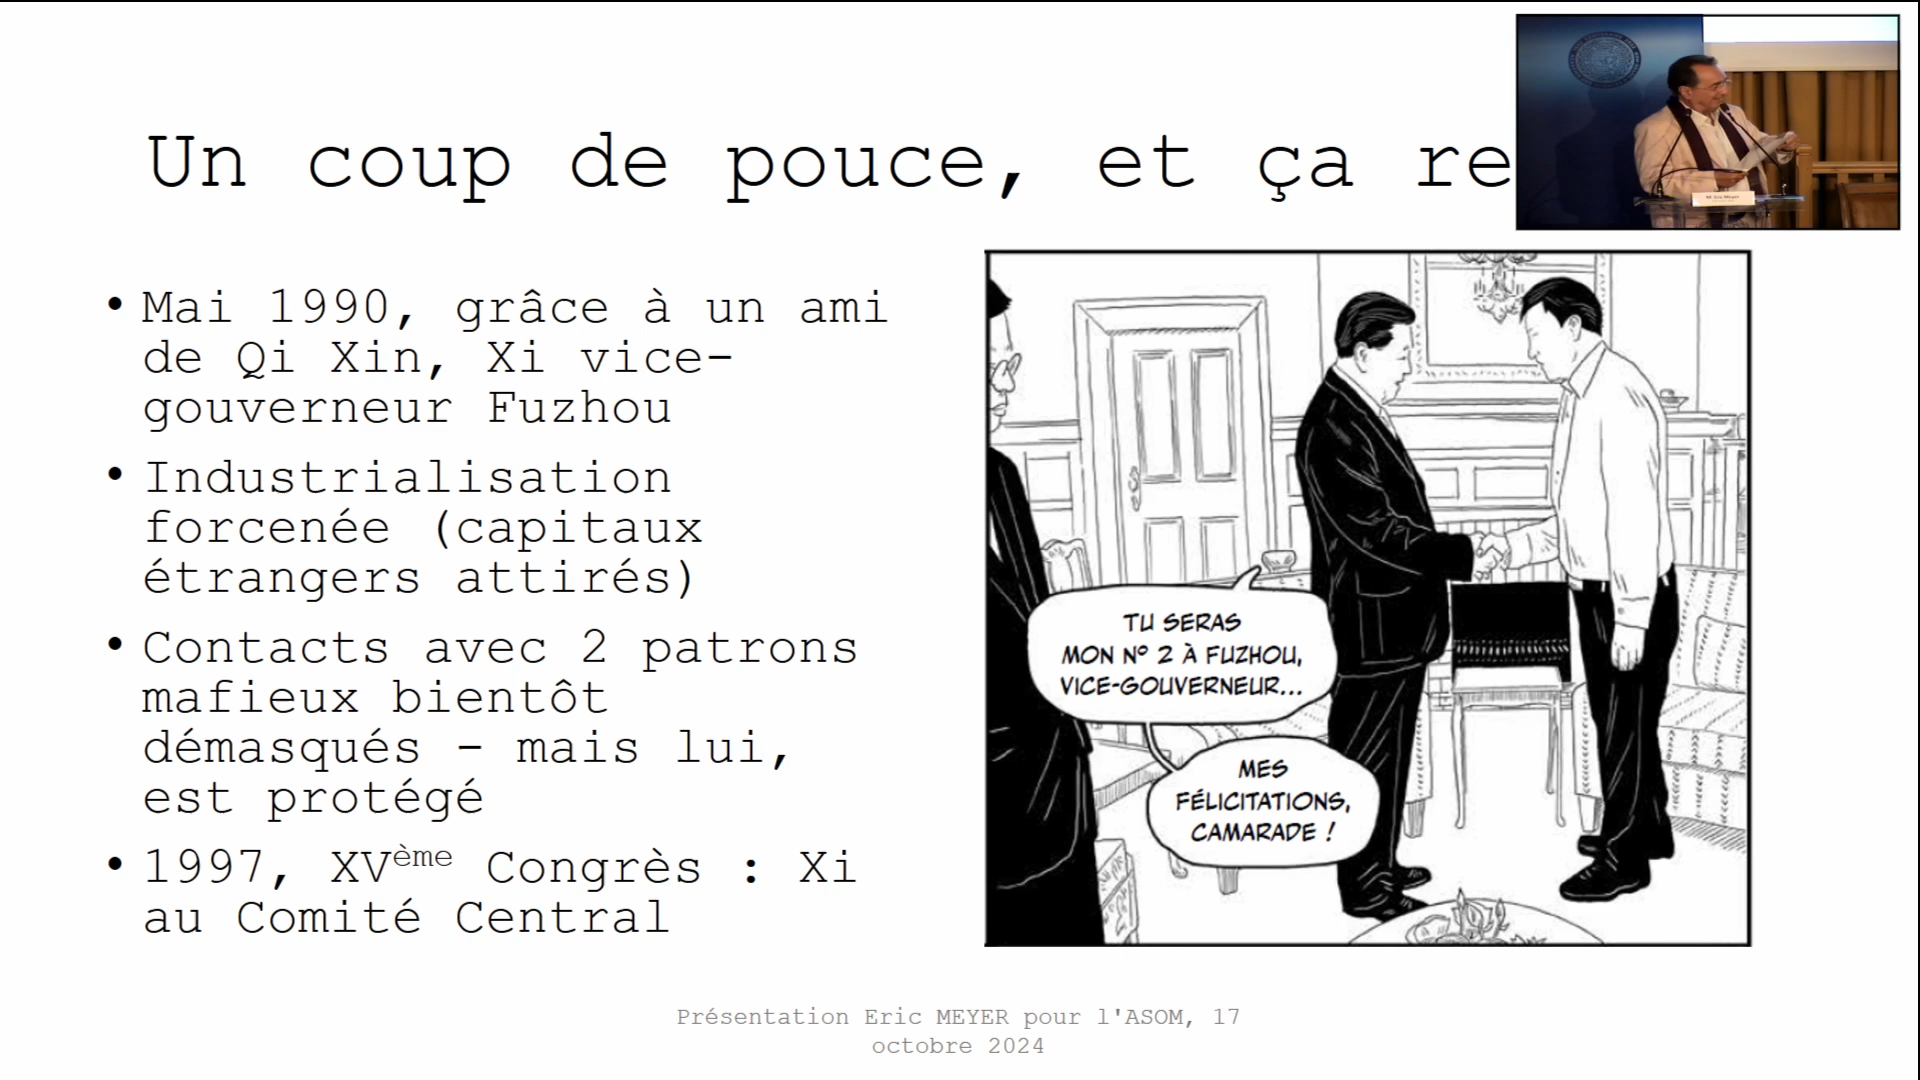 Un coup de pouce, et ça re
• Mai 1990, grâce à un ami
de Qi Xin, Xi vice-
gouverneur Fuzhou
• Industrialisation
forcenée (capitaux
étrangers attirés)
• Contacts avec 2 patrons
mafieux bientôt
démasqués - mais lui,
est protégé
• 1997, XVème Congrès : Xi
au Comité Central
TU SERAS
MON Nº 2 À FUZHOU,
VICE-GOUVERNEUR...
MES
FÉLICITATIONS,
CAMARADE !
Présentation Eric MEYER pour l'ASOM, 17
octobre 2024
M. Eric Meyer